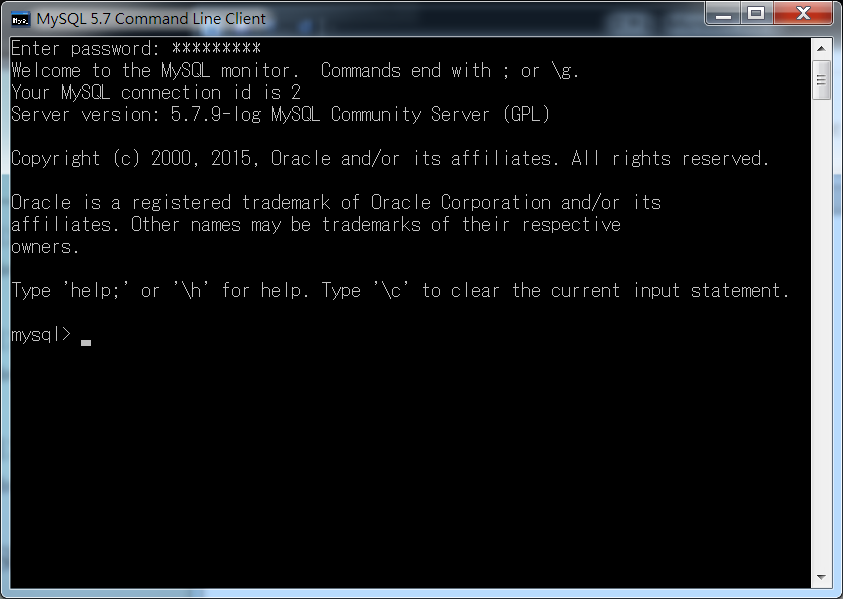 MySQL 5.7 Command Line Client
Enter password: *********
Welcome to the MySQL monitor.  Commands end with ; or \g.
Your MySQL connection id is 2
Server version: 5.7.9-log MySQL Community Server (GPL)
Copyright (c) 2000, 2015, Oracle and/or its affiliates. All rights reserved.
Oracle is a registered trademark of Oracle Corporation and/or its
affiliates. Other names may be trademarks of their respective
owners.
Type 'help;' or '\h' for help. Type '\c' to clear the current input statement.
mysql>